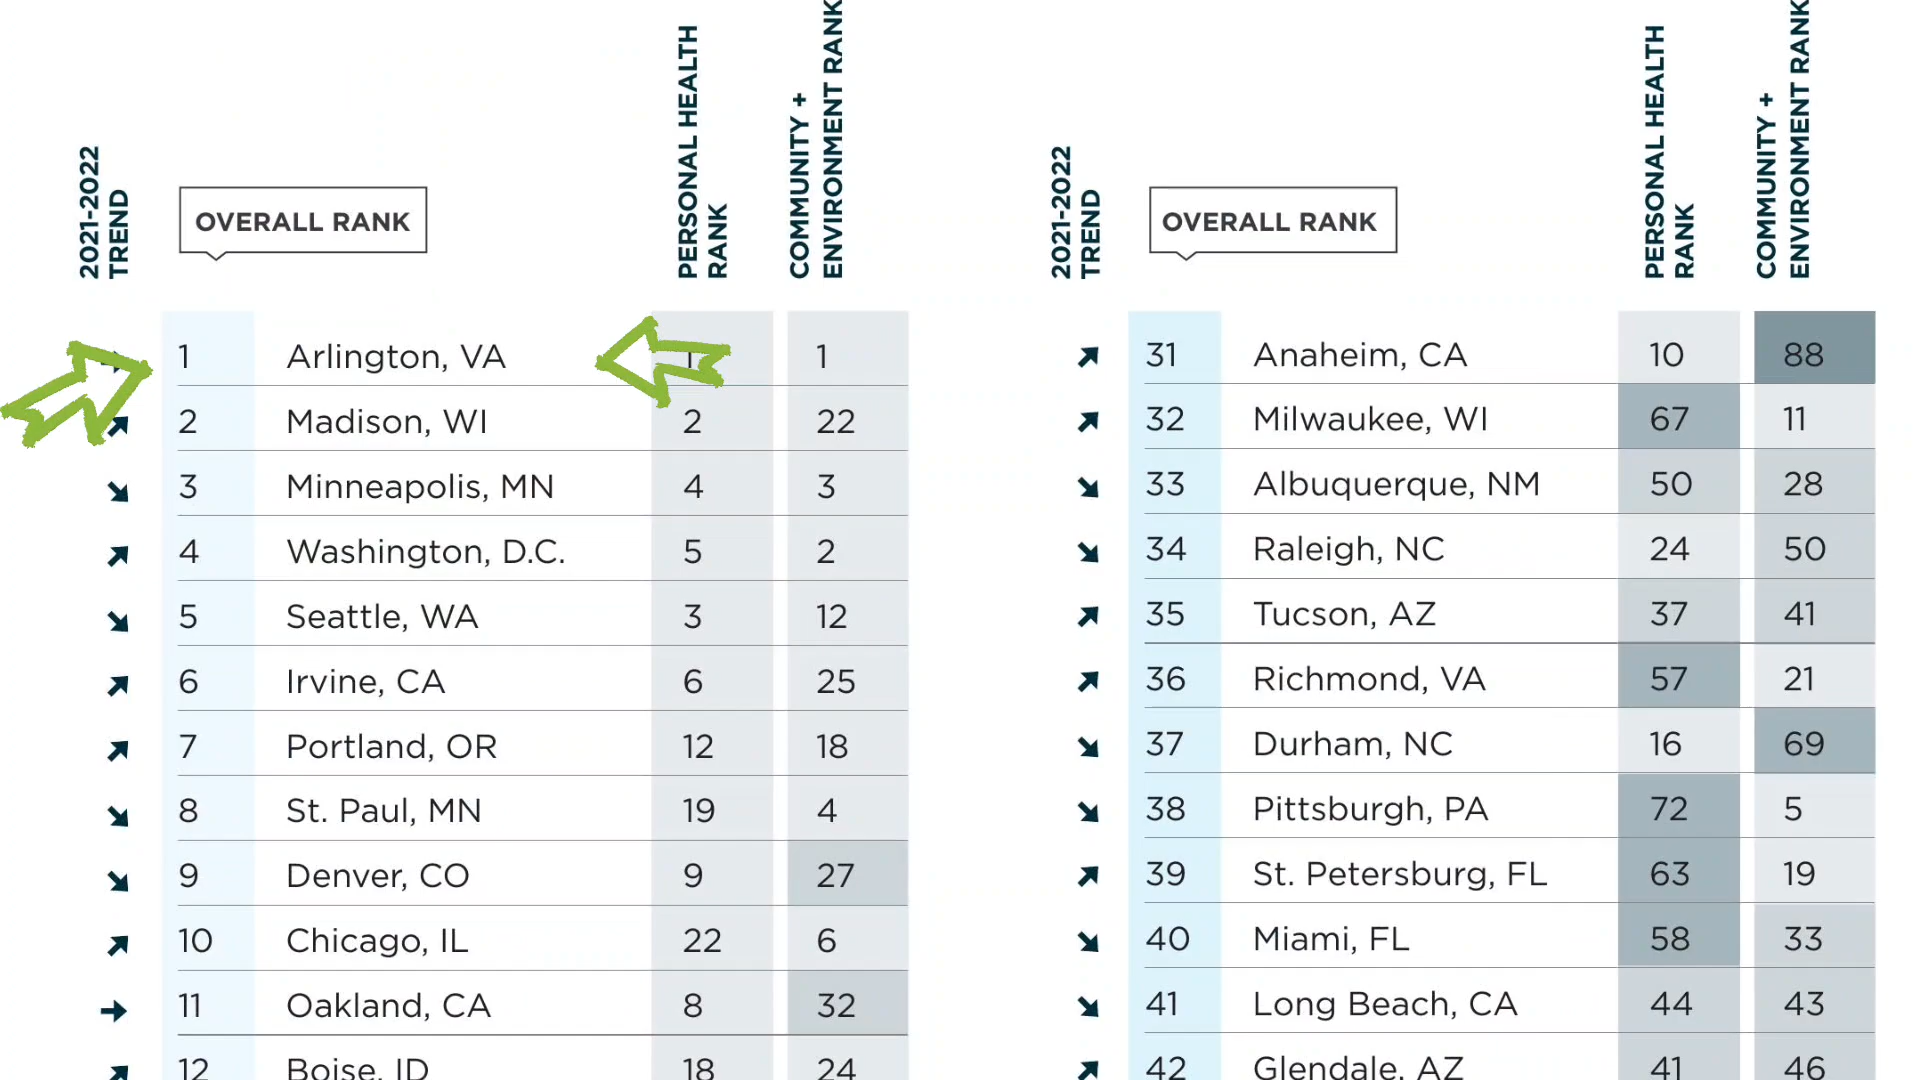 2021-2022
TREND
OVERALL RANK
PERSONAL HEALTH
RANK
COMMUNITY +
ENVIRONMENT RANK
1 Arlington, VA 1 1
2 Madison, WI 2 22
3 Minneapolis, MN 4 3
4 Washington, D.C. 5 2
5 Seattle, WA 3 12
6 Irvine, CA 6 25
7 Portland, OR 12 18
8 St. Paul, MN 19 4
9 Denver, CO 9 27
10 Chicago, IL 22 6
11 Oakland, CA 8 32
12 Boise, ID 18 24
2021-2022
TREND
OVERALL RANK
PERSONAL HEALTH
RANK
COMMUNITY +
ENVIRONMENT RANK
31 Anaheim, CA 10 88
32 Milwaukee, WI 67 11
33 Albuquerque, NM 50 28
34 Raleigh, NC 24 50
35 Tucson, AZ 37 41
36 Richmond, VA 57 21
37 Durham, NC 16 69
38 Pittsburgh, PA 72 5
39 St. Petersburg, FL 63 19
40 Miami, FL 58 33
41 Long Beach, CA 44 43
42 Glendale, AZ 41 46